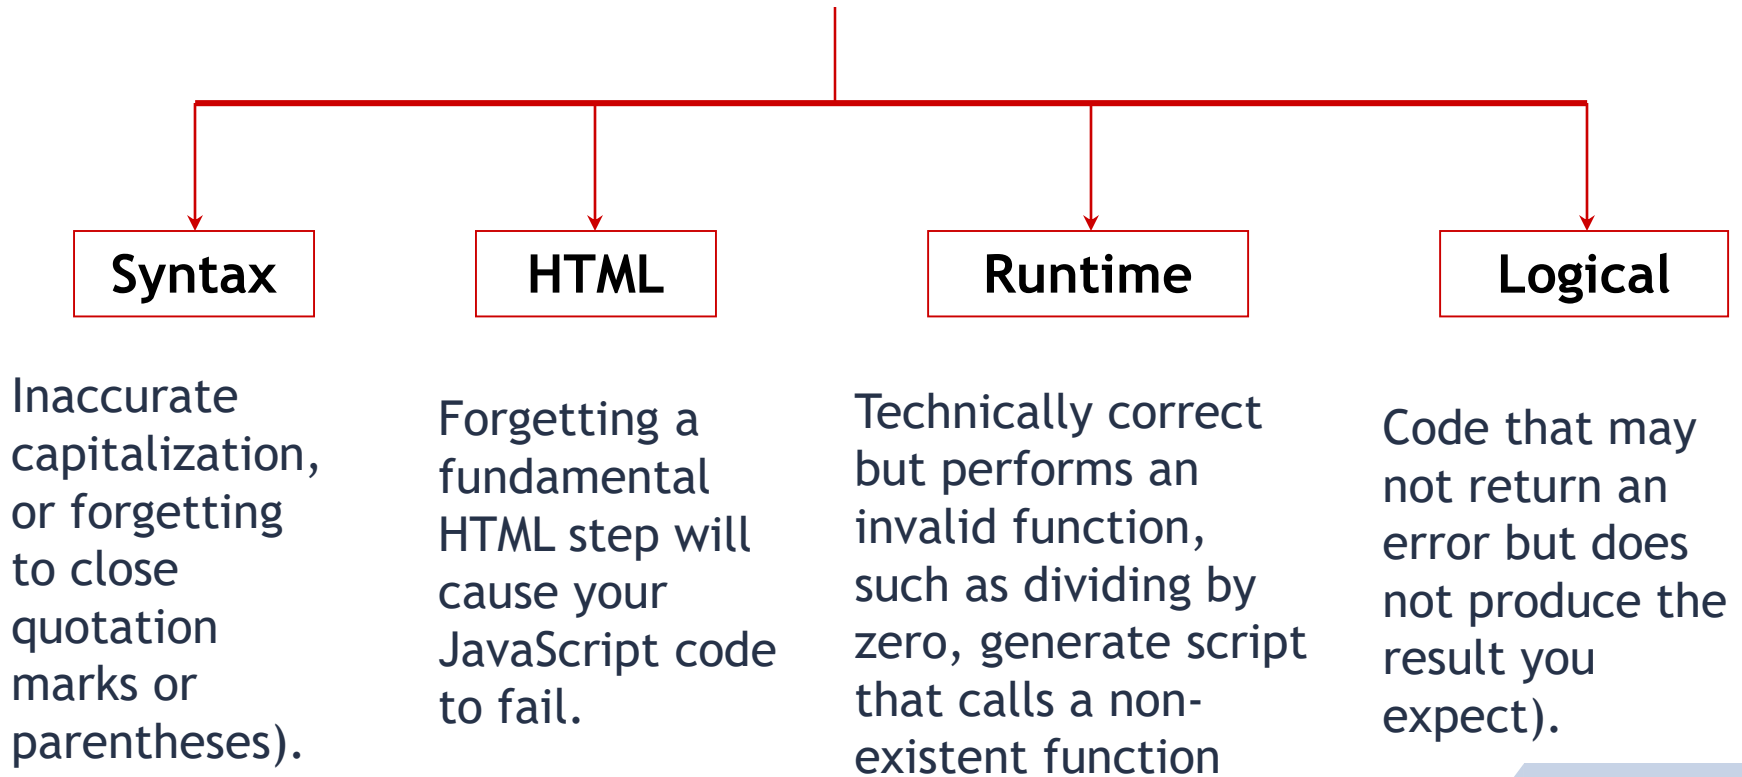 Syntax
HTML
Runtime
Logical
Inaccurate
capitalization,
or forgetting
to close
quotation
marks or
parentheses).
Forgetting a
fundamental
HTML step will
cause your
JavaScript code
to fail.
Technically correct
but performs an
invalid function,
such as dividing by
zero, generate script
that calls a non-
existent function
Code that may
not return an
error but does
not produce the
result you
expect).